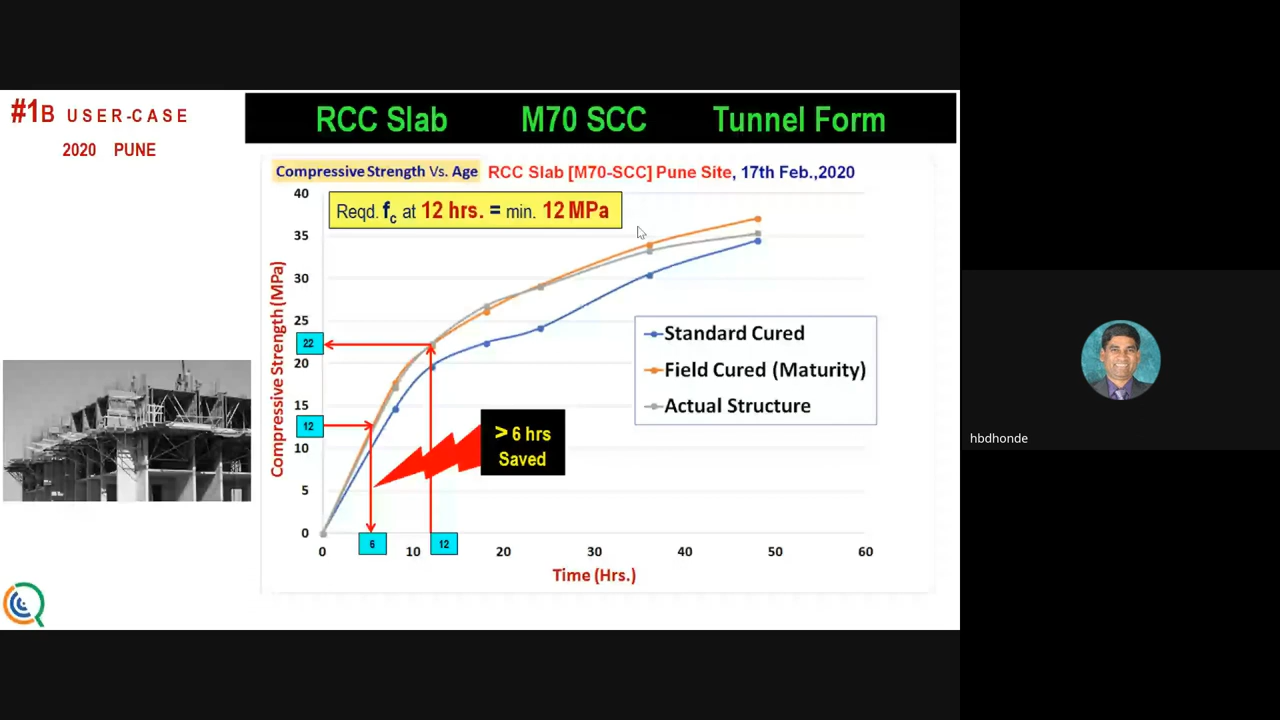 #1B USER-CASE
2020 PUNE
RCC Slab M70 SCC Tunnel Form
Compressive Strength Vs. Age RCC Slab [M70-SCC] Pune Site, 17th Feb.,2020
Reqd. fc at 12 hrs. = min. 12 MPa
Compressive Strength (MPa)
40
35
30
25
22
20
15
12
10
5
0
Standard Cured
Field Cured (Maturity)
Actual Structure
> 6 hrs
Saved
6 12
0 10 20 30 40 50 60
Time (Hrs.)
hbdhonde